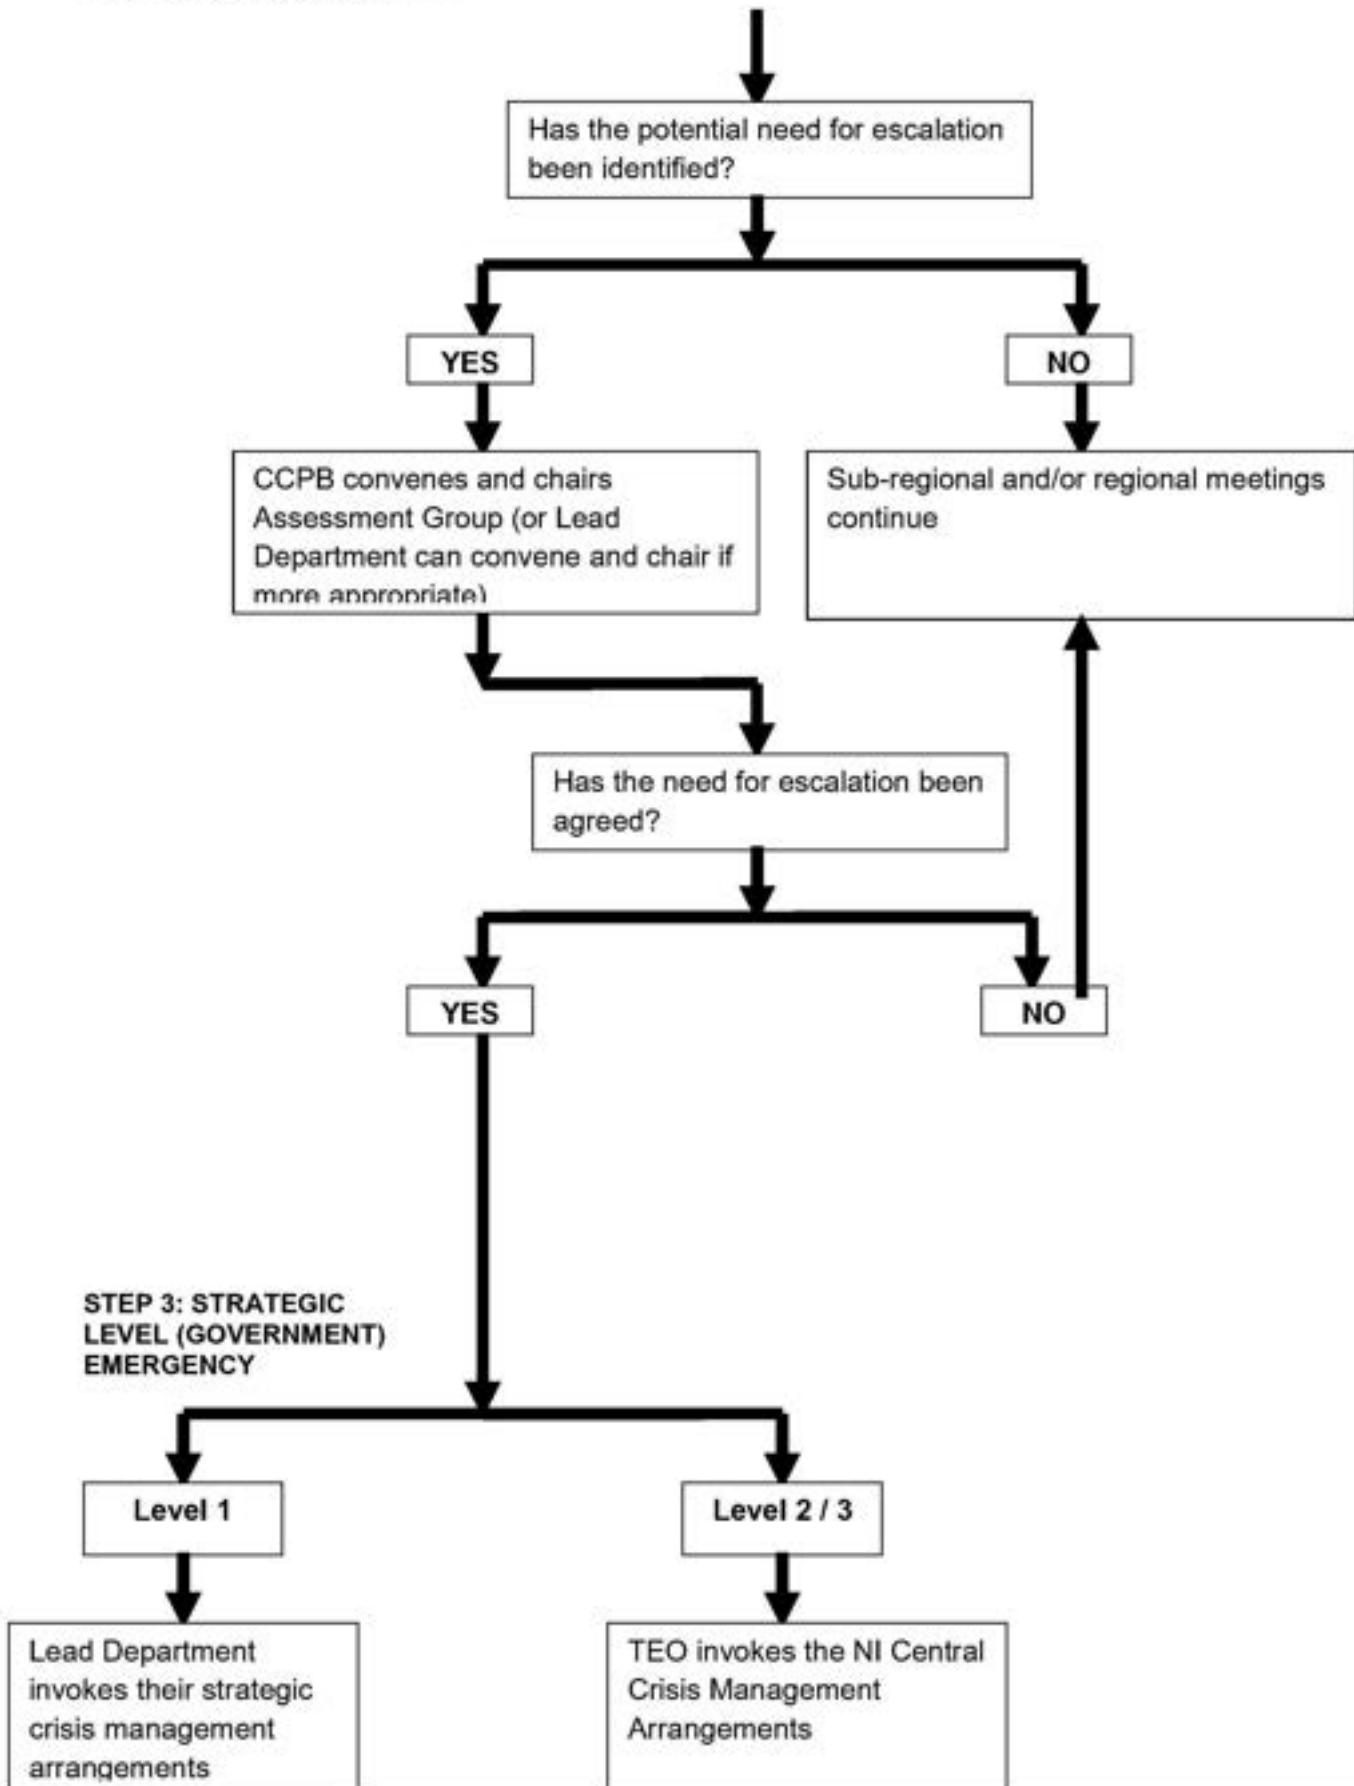 Has the potential need for escalation
been identified?
YES
NO
CCPB convenes and chairs
Assessment Group (or Lead
Department can convene and chair if
more appropriate)
Sub-regional and/or regional meetings
continue
Has the need for escalation been
agreed?
YES
NO
STEP 3: STRATEGIC
LEVEL (GOVERNMENT)
EMERGENCY
Level 1
Level 2 / 3
Lead Department
invokes their strategic
crisis management
arrangements
TEO invokes the NI Central
Crisis Management
Arrangements